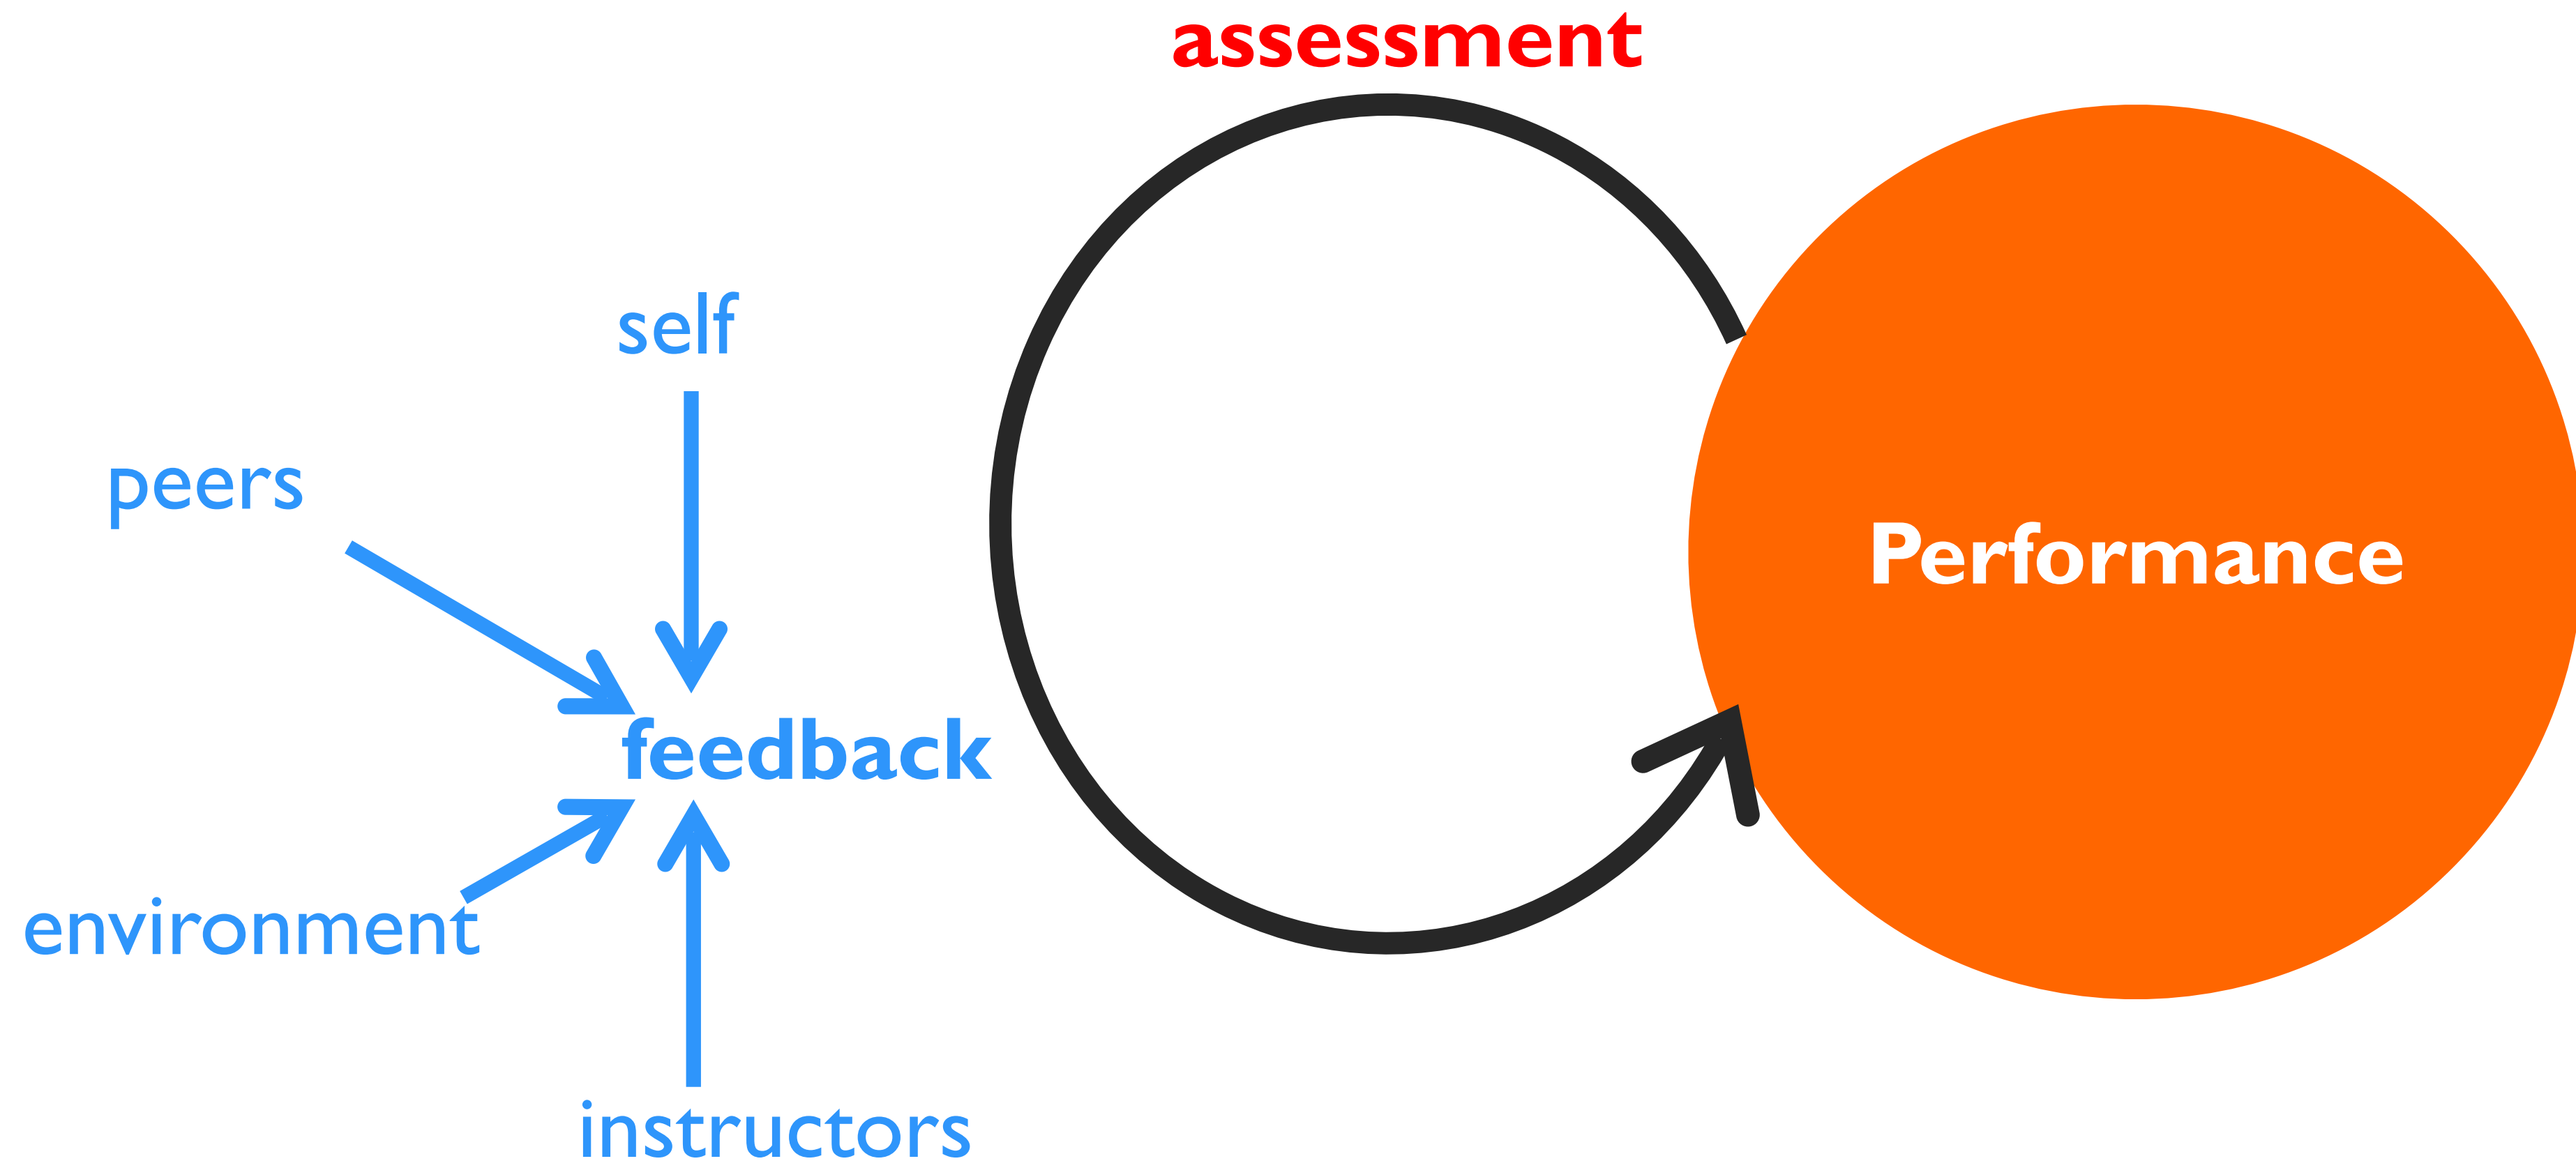 assessment
self
peers
Performance
feedback
environment
instructors